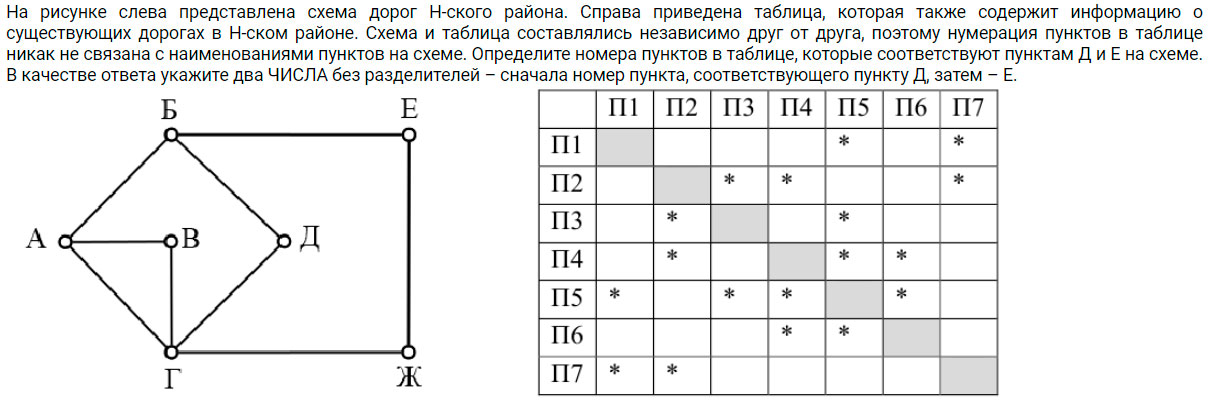 На рисунке слева представлена схема дорог Н-ского района. Справа приведена таблица, которая также содержит информацию о
существующих дорогах в Н-ском районе. Схема и таблица составлялись независимо друг от друга, поэтому нумерация пунктов в таблице
никак не связана с наименованиями пунктов на схеме. Определите номера пунктов в таблице, которые соответствуют пунктам Д и Е на схеме.
В качестве ответа укажите два ЧИСЛА без разделителей – сначала номер пункта, соответствующего пункту Д, затем – Е.
Б Е
А В Д
Г Ж
П1 П2 П3 П4 П5 П6 П7
П1 * *
П2 * * *
П3 * *
П4 * * *
П5 * * * *
П6 * *
П7 * *